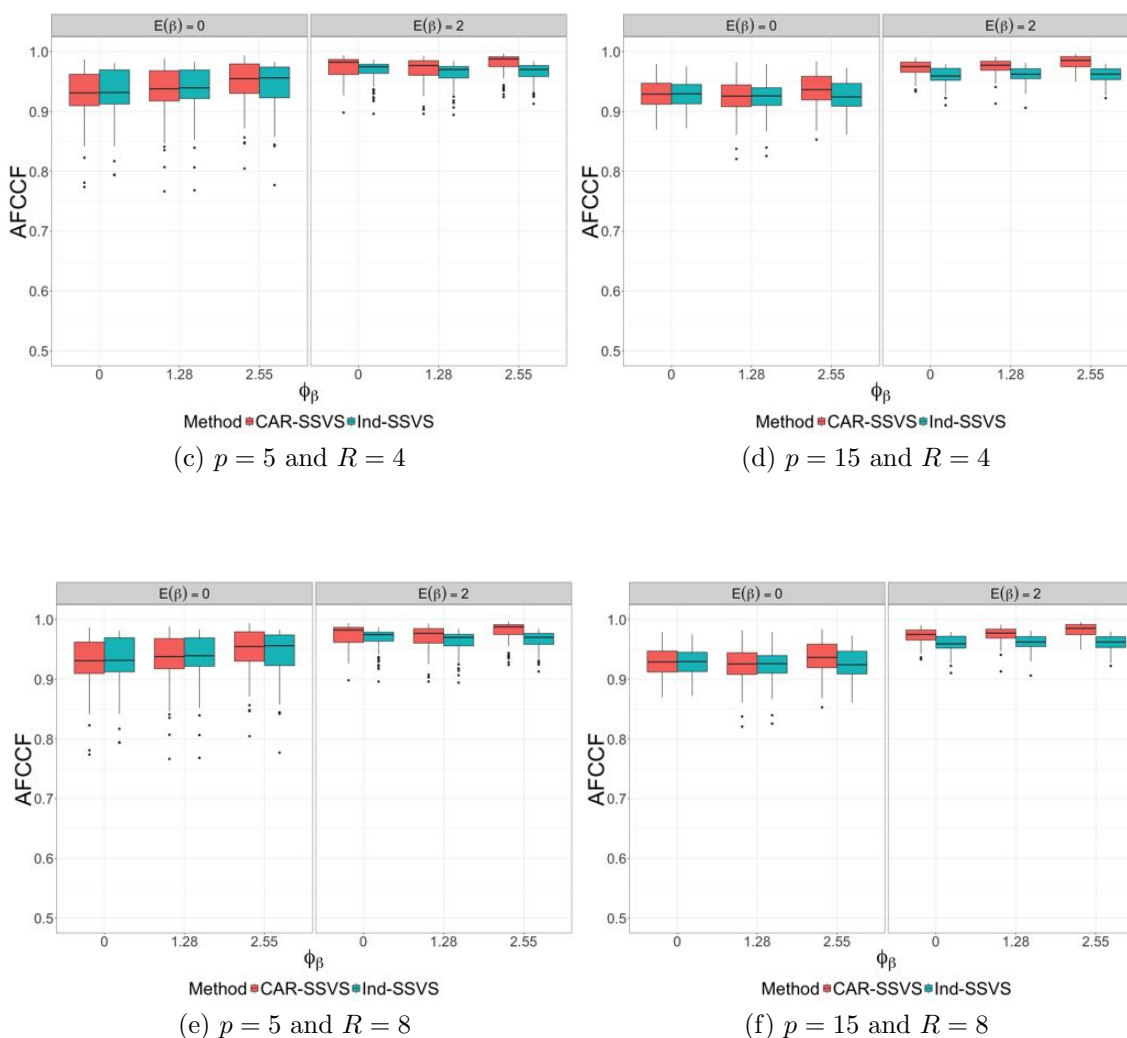 E(β) = 0 E(β) = 2
1.0
0.9
0.8
0.7
0.6
0.5
AFCCF
0 1.28 2.55 0 1.28 2.55
ϕβ
Method CAR-SSVS Ind-SSVS
(c) p = 5 and R = 4
E(β) = 0 E(β) = 2
1.0
0.9
0.8
0.7
0.6
0.5
AFCCF
0 1.28 2.55 0 1.28 2.55
ϕβ
Method CAR-SSVS Ind-SSVS
(d) p = 15 and R = 4
E(β) = 0 E(β) = 2
1.0
0.9
0.8
0.7
0.6
0.5
AFCCF
0 1.28 2.55 0 1.28 2.55
ϕβ
Method CAR-SSVS Ind-SSVS
(e) p = 5 and R = 8
E(β) = 0 E(β) = 2
1.0
0.9
0.8
0.7
0.6
0.5
AFCCF
0 1.28 2.55 0 1.28 2.55
ϕβ
Method CAR-SSVS Ind-SSVS
(f) p = 15 and R = 8